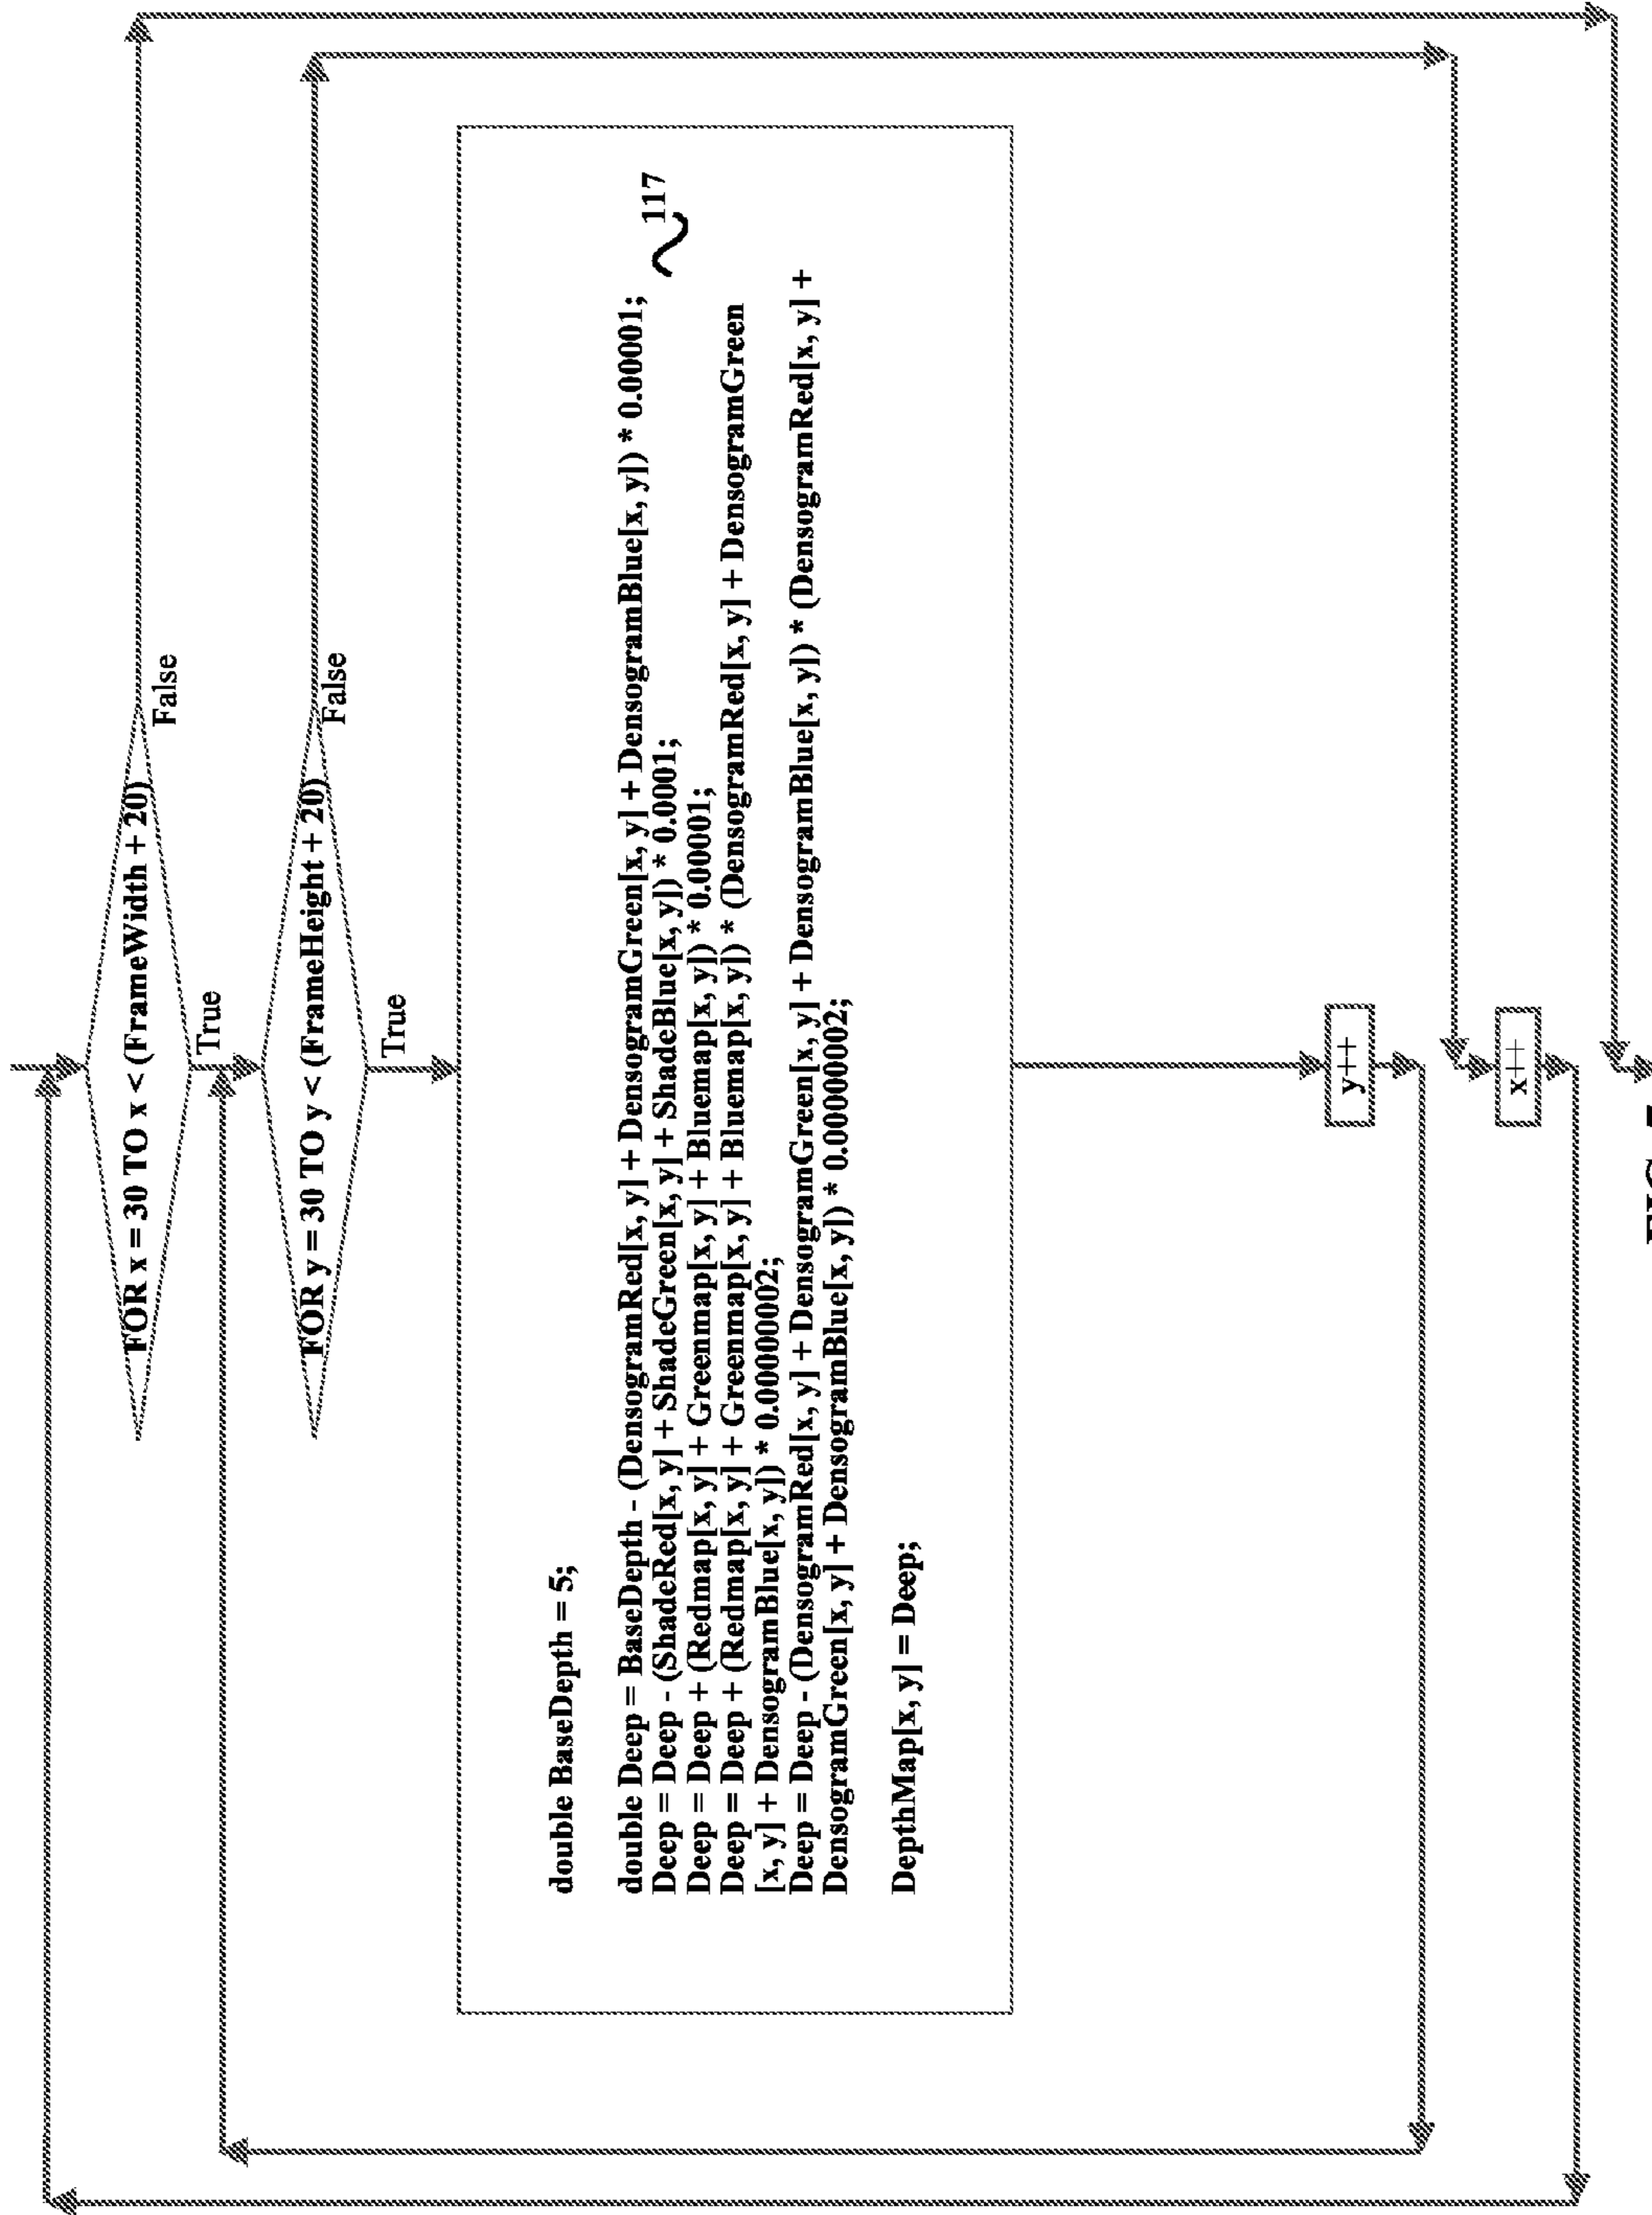 FOR x = 30 TO x < (FrameWidth + 20)
False
True
FOR y = 30 TO y < (FrameHeight + 20)
False
True
double BaseDepth = 5;
double Deep = BaseDepth - (DensogramRed[x, y] + DensogramGreen[x, y] + DensogramBlue[x, y]) * 0.00001;
117
Deep = Deep - (ShadeRed[x, y] + ShadeGreen[x, y] + ShadeBlue[x, y]) * 0.0001;
Deep = Deep + (Redmap[x, y] + Greenmap[x, y] + Bluemap[x, y]) * 0.00001;
Deep = Deep + (Redmap[x, y] + Greenmap[x, y] + Bluemap[x, y]) * (DensogramRed[x, y] + DensogramGreen
[x, y] + DensogramBlue[x, y]) * 0.00000002;
Deep = Deep - (DensogramRed[x, y] + DensogramGreen[x, y] + DensogramBlue[x, y]) * (DensogramRed[x, y] +
DensogramGreen[x, y] + DensogramBlue[x, y]) * 0.00000002;
DepthMap[x, y] = Deep;
y++
x++